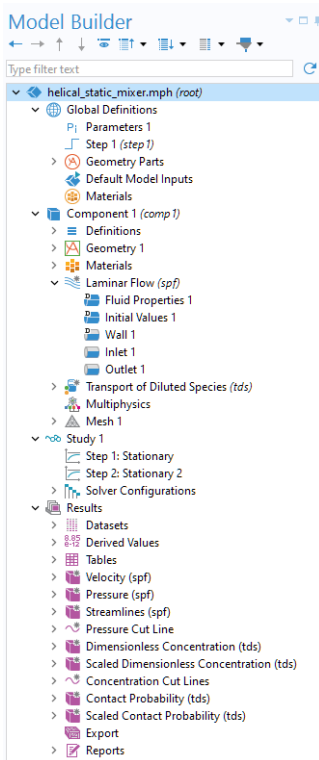 Model Builder
Type filter text
helical_static_mixer.mph (root)
Global Definitions
Pi Parameters 1
Step 1 (step1)
Geometry Parts
Default Model Inputs
Materials
Component 1 (comp1)
Definitions
Geometry 1
Materials
Laminar Flow (spf)
Fluid Properties 1
Initial Values 1
Wall 1
Inlet 1
Outlet 1
Transport of Diluted Species (tds)
Multiphysics
Mesh 1
Study 1
Step 1: Stationary
Step 2: Stationary 2
Solver Configurations
Results
Datasets
8.85
e-12 Derived Values
Tables
Velocity (spf)
Pressure (spf)
Streamlines (spf)
Pressure Cut Line
Dimensionless Concentration (tds)
Scaled Dimensionless Concentration (tds)
Concentration Cut Lines
Contact Probability (tds)
Scaled Contact Probability (tds)
Export
Reports